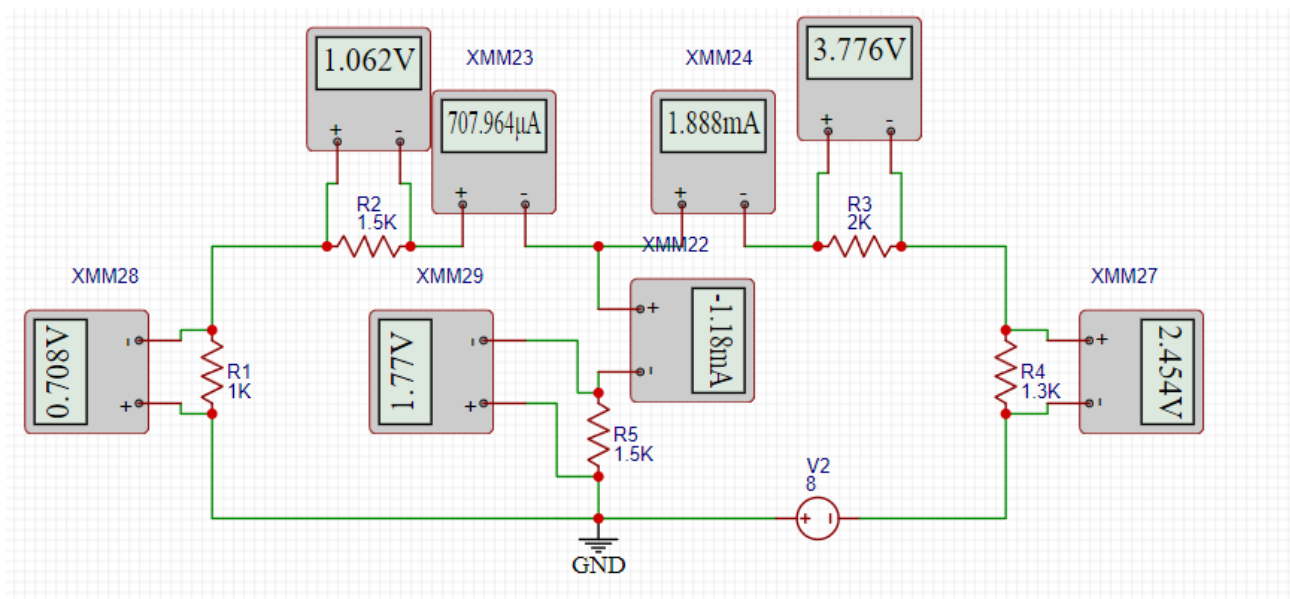 1.062V
XMM23
707.964µA
XMM24
1.888mA
3.776V
+ -
+ -
+ -
+ -
R2
1.5K
R3
2K
XMM22
XMM28
XMM29
XMM27
0.708V
- +
R1
1K
1.77V
- +
+ -
-1.18mA
R5
1.5K
R4
1.3K
+ -
2.454V
V2
8
+ -
GND